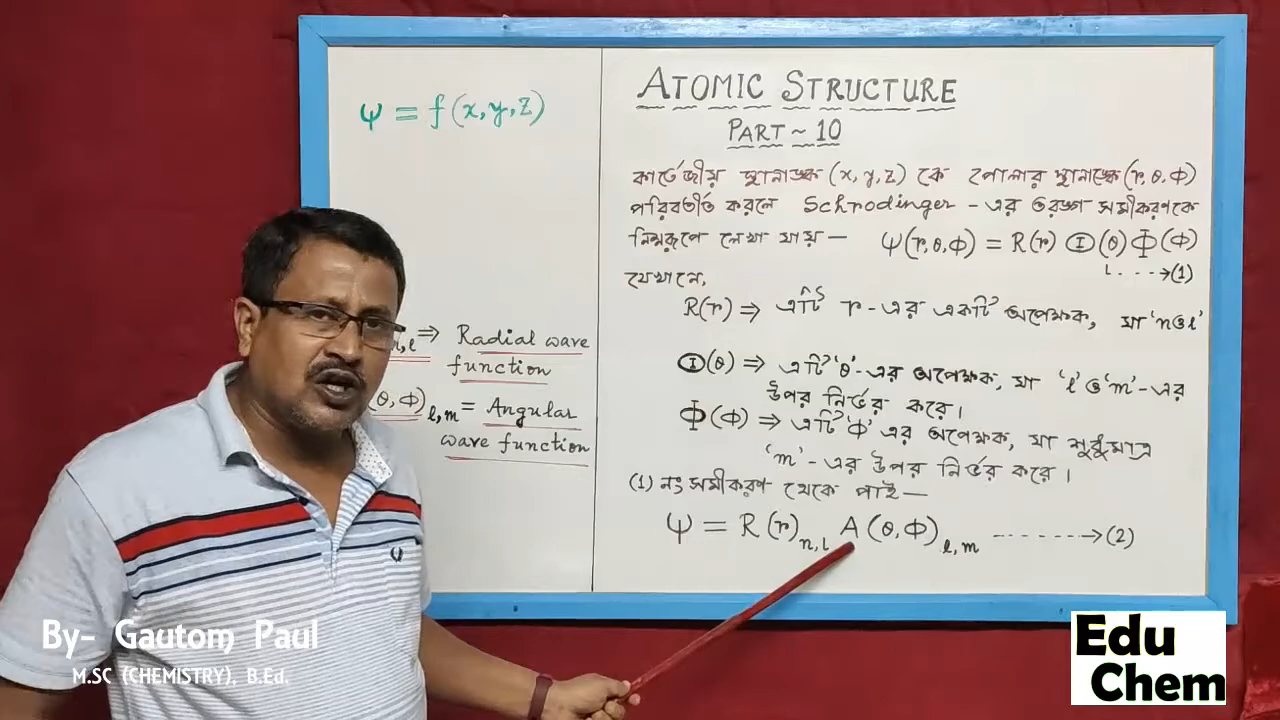 ψ = f(x,y,z)
n,l ⇒ Radial wave
function
(θ,Φ)l,m = Angular
wave function
ATOMIC STRUCTURE
PART ~ 10
কার্তেজীয় স্থানাঙ্ক (x, y, z) কে পোলার স্থানাঙ্কে (r, θ, Φ)
পরিবর্তীত করলে Schrodinger - এর তরঙ্গ সমীকরণকে
নিম্নরূপে লেখা যায় — Ψ(r,θ,Φ) = R(r) Θ(θ) Φ(Φ)
যেখানে, -----→(1)
R(r) ⇒ এটি r - এর একটি অপেক্ষক, যা 'n ও l'
Θ(θ) ⇒ এটি 'θ' - এর অপেক্ষক, যা 'l' ও 'm' - এর
উপর নির্ভর করে।
Φ(Φ) ⇒ এটি 'Φ' এর অপেক্ষক, যা শুধুমাত্র
'm' - এর উপর নির্ভর করে।
(1) নং সমীকরণ থেকে পাই —
Ψ = R(r)n,l A(θ,Φ)l,m -------→(2)
By- Gautom Paul
M.SC (CHEMISTRY), B.Ed.
Edu
Chem